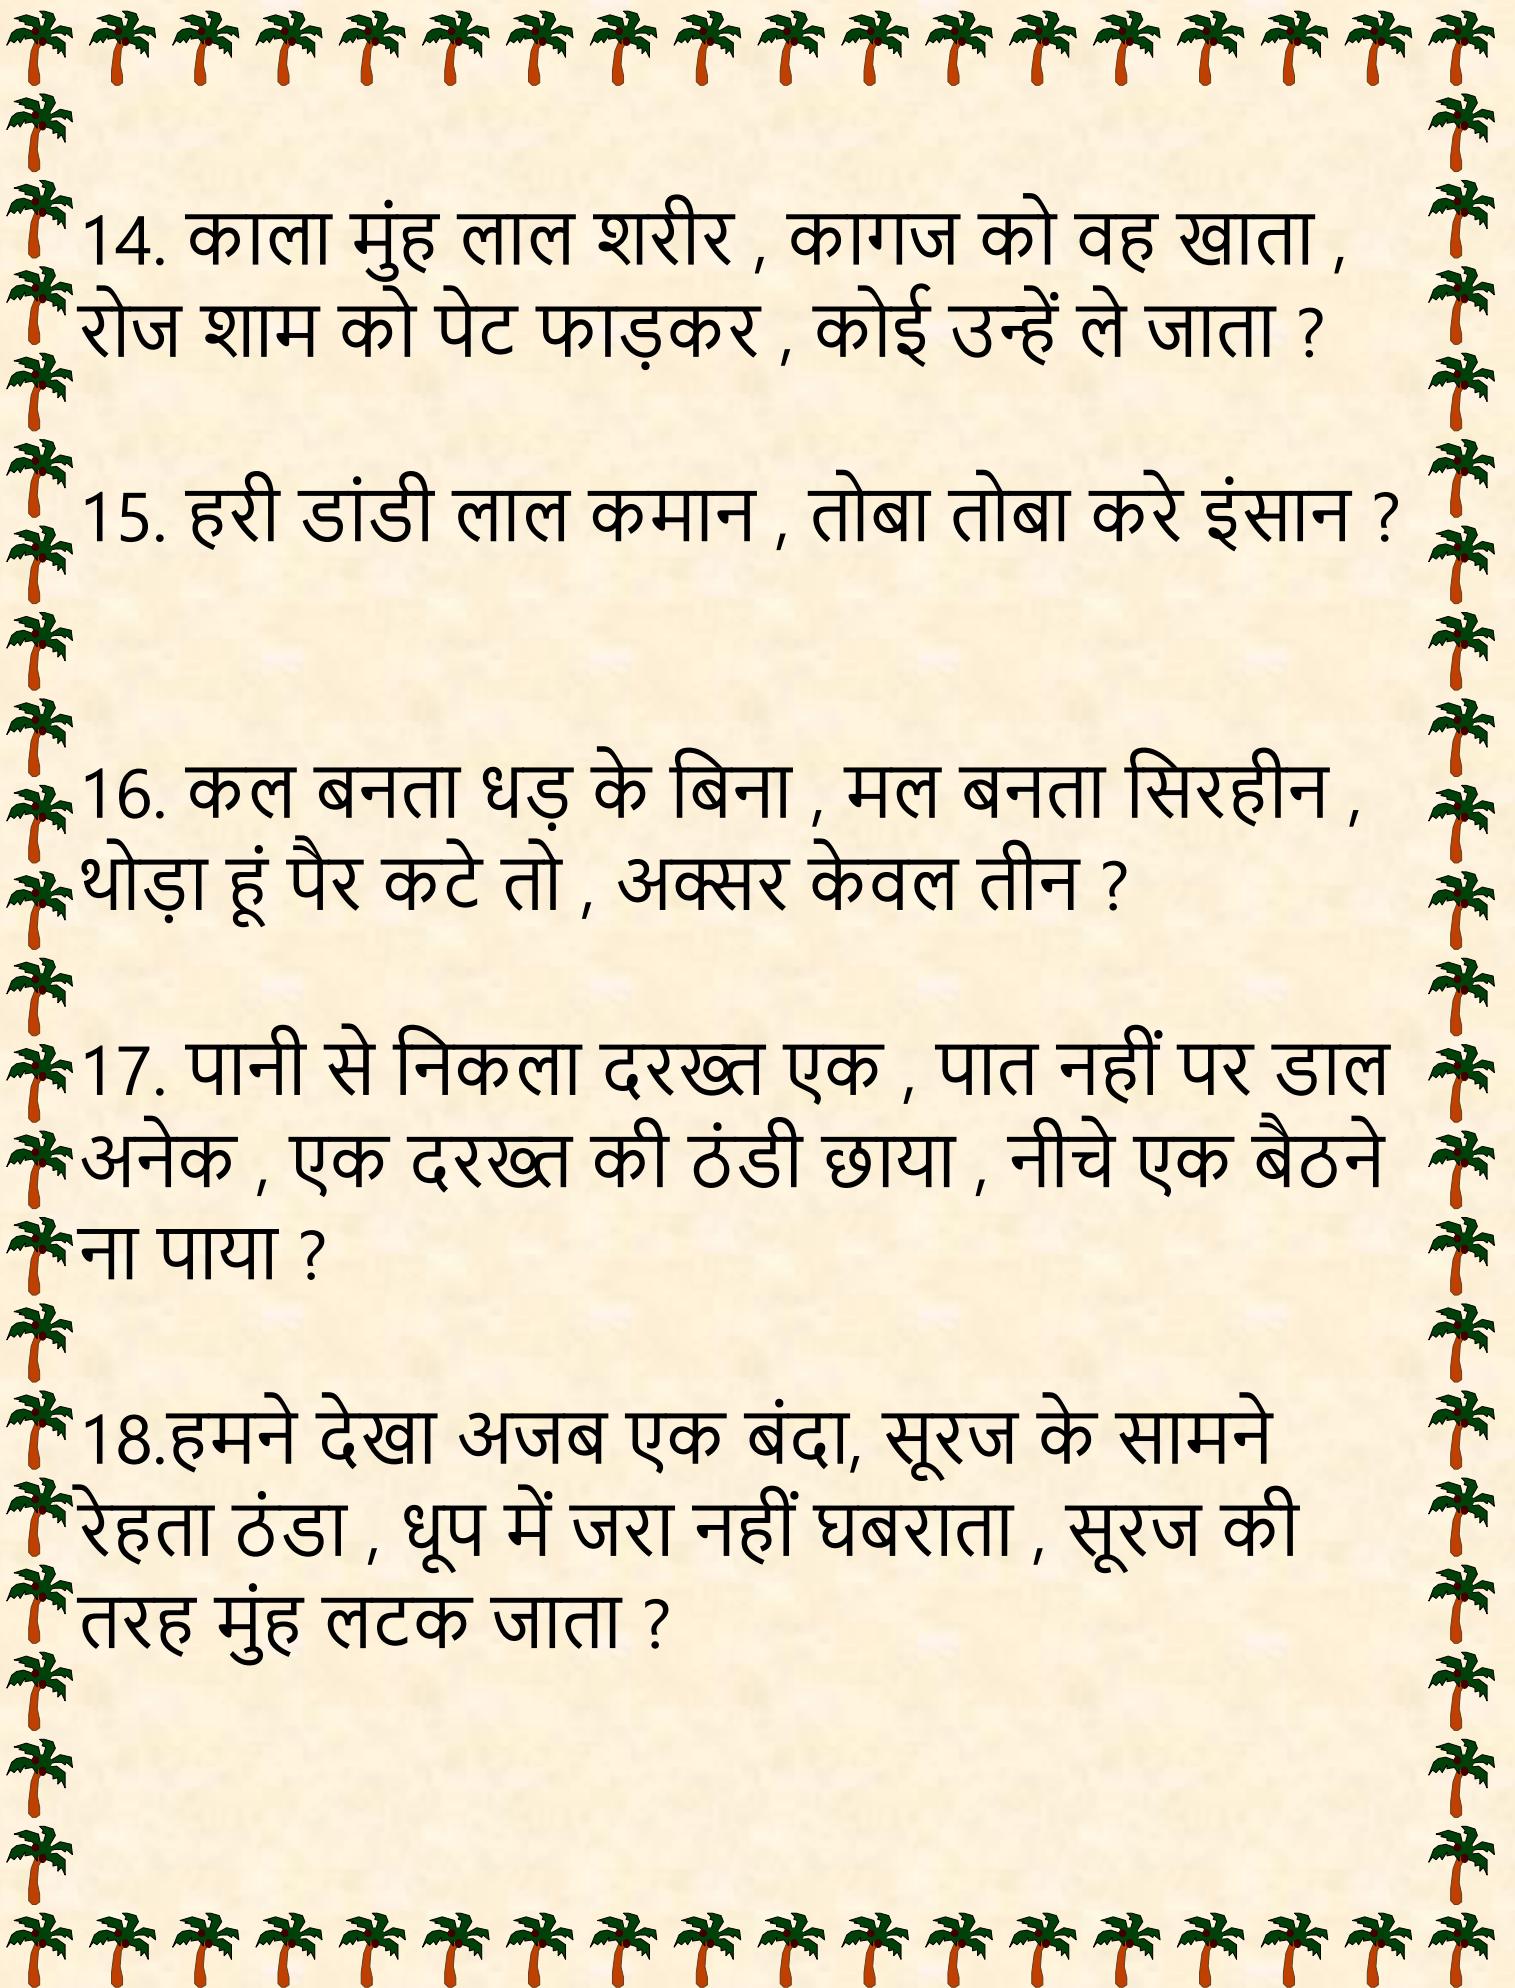 14. काला मुंह लाल शरीर , कागज को वह खाता ,
रोज शाम को पेट फाड़कर , कोई उन्हें ले जाता ?
15. हरी डांडी लाल कमान , तोबा तोबा करे इंसान ?
16. कल बनता धड़ के बिना , मल बनता सिरहीन ,
थोड़ा हूं पैर कटे तो , अक्सर केवल तीन ?
17. पानी से निकला दरख्त एक , पात नहीं पर डाल
अनेक , एक दरख्त की ठंडी छाया , नीचे एक बैठने
ना पाया ?
18.हमने देखा अजब एक बंदा, सूरज के सामने
रेहता ठंडा , धूप में जरा नहीं घबराता , सूरज की
तरह मुंह लटक जाता ?